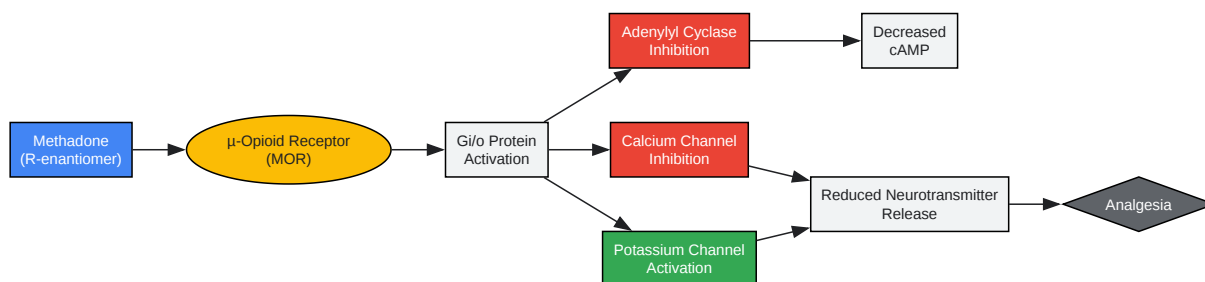 Methadone
(R-enantiomer)
µ-Opioid Receptor
(MOR)
Gi/o Protein
Activation
Adenylyl Cyclase
Inhibition
Decreased
cAMP
Calcium Channel
Inhibition
Potassium Channel
Activation
Reduced Neurotransmitter
Release
Analgesia